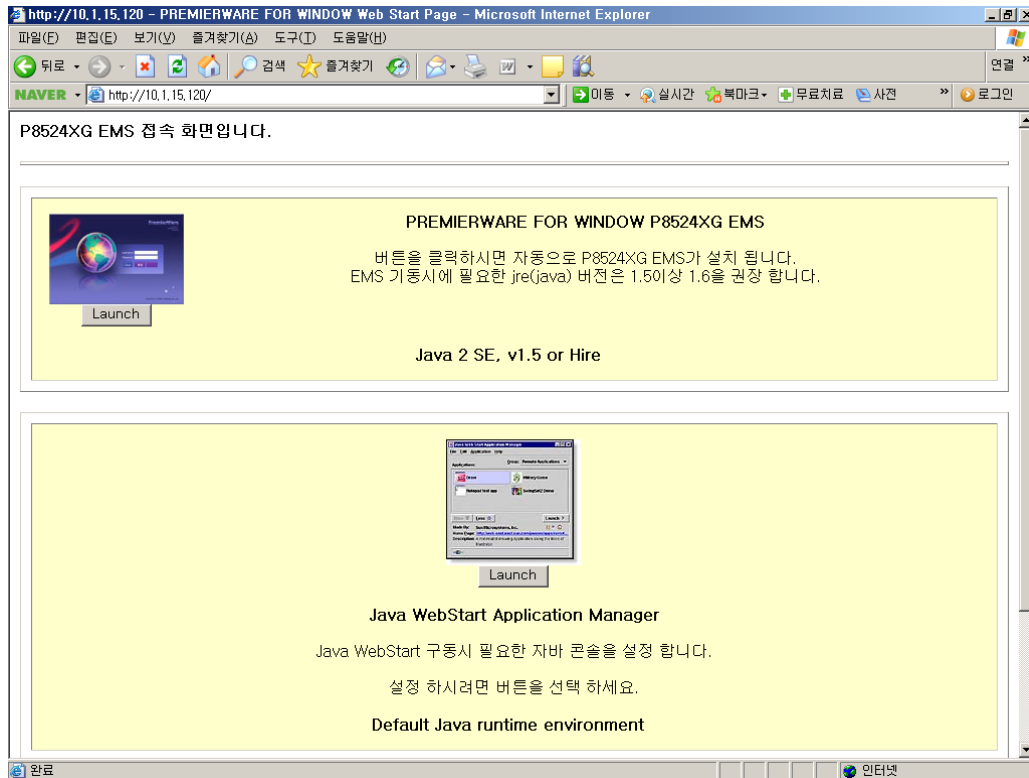 http://10.1.15.120 - PREMIERWARE FOR WINDOW Web Start Page - Microsoft Internet Explorer
파일(F) 편집(E) 보기(V) 즐겨찾기(A) 도구(T) 도움말(H)
뒤로 검색 즐겨찾기 연결
NAVER http://10.1.15.120/ 이동 실시간 북마크 무료치료 사전 로그인
P8524XG EMS 접속 화면입니다.
PREMIERWARE FOR WINDOW P8524XG EMS
버튼을 클릭하시면 자동으로 P8524XG EMS가 설치 됩니다.
EMS 기동시에 필요한 jre(java) 버전은 1.5이상 1.6을 권장 합니다.
Launch
Java 2 SE, v1.5 or Hire
Java Web Start Application Manager
File Edit Application Help
Launch
Java WebStart Application Manager
Java WebStart 구동시 필요한 자바 콘솔을 설정 합니다.
설정 하시려면 버튼을 선택 하세요.
Default Java runtime environment
완료 인터넷